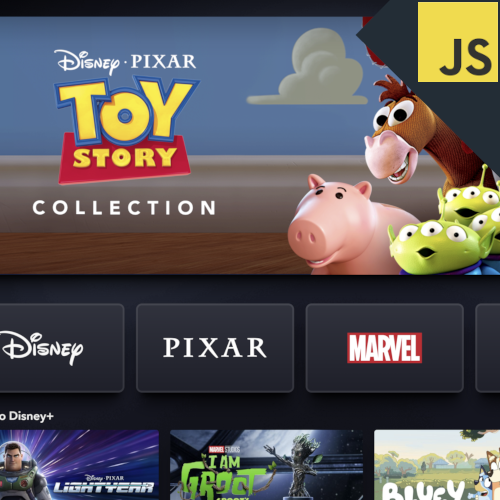 JS
Disney · PIXAR
TOY
STORY
COLLECTION
Disney
PIXAR
MARVEL
o Disney+
Disney · PIXAR
LIGHTYEAR
MARVEL STUDIOS
I AM
GROOT
BLUEY